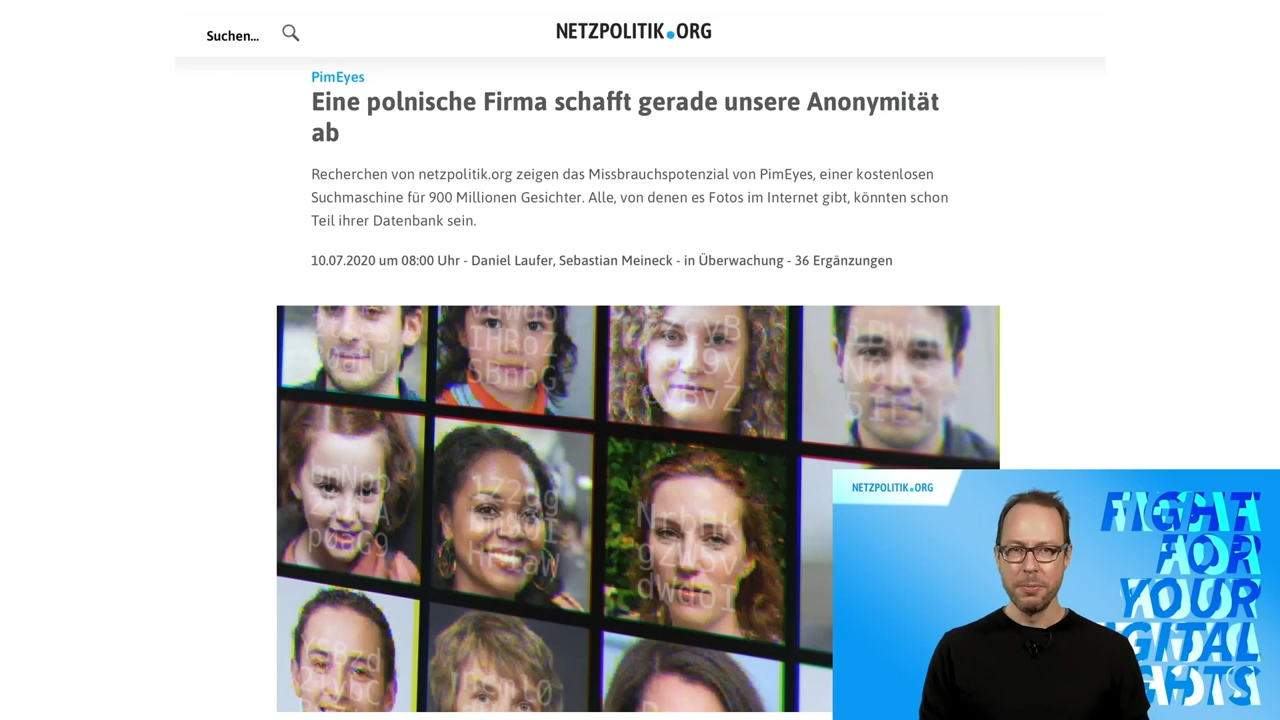 Suchen...
NETZPOLITIK.ORG
PimEyes
Eine polnische Firma schafft gerade unsere Anonymität
ab
Recherchen von netzpolitik.org zeigen das Missbrauchspotenzial von PimEyes, einer kostenlosen
Suchmaschine für 900 Millionen Gesichter. Alle, von denen es Fotos im Internet gibt, könnten schon
Teil ihrer Datenbank sein.
10.07.2020 um 08:00 Uhr - Daniel Laufer, Sebastian Meineck - in Überwachung - 36 Ergänzungen
IHRoZ
5BnbG
NETZPOLITIK.ORG
FIGHT
FOR
YOUR